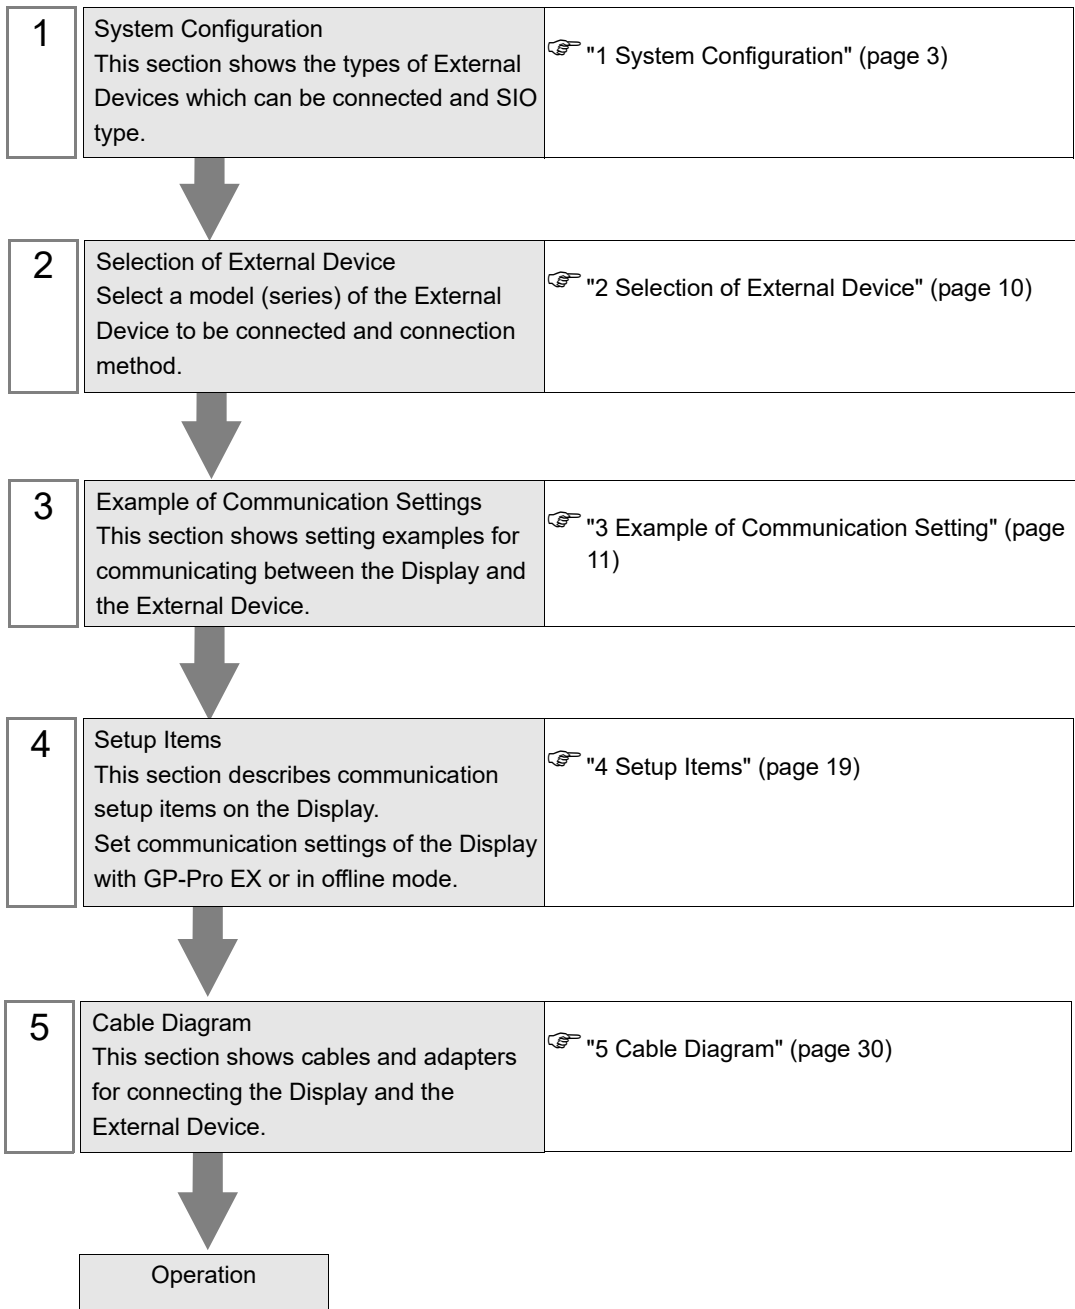 1
System Configuration
This section shows the types of External
Devices which can be connected and SIO
type.
"1 System Configuration" (page 3)
2
Selection of External Device
Select a model (series) of the External
Device to be connected and connection
method.
"2 Selection of External Device" (page 10)
3
Example of Communication Settings
This section shows setting examples for
communicating between the Display and
the External Device.
"3 Example of Communication Setting" (page
11)
4
Setup Items
This section describes communication
setup items on the Display.
Set communication settings of the Display
with GP-Pro EX or in offline mode.
"4 Setup Items" (page 19)
5
Cable Diagram
This section shows cables and adapters
for connecting the Display and the
External Device.
"5 Cable Diagram" (page 30)
Operation